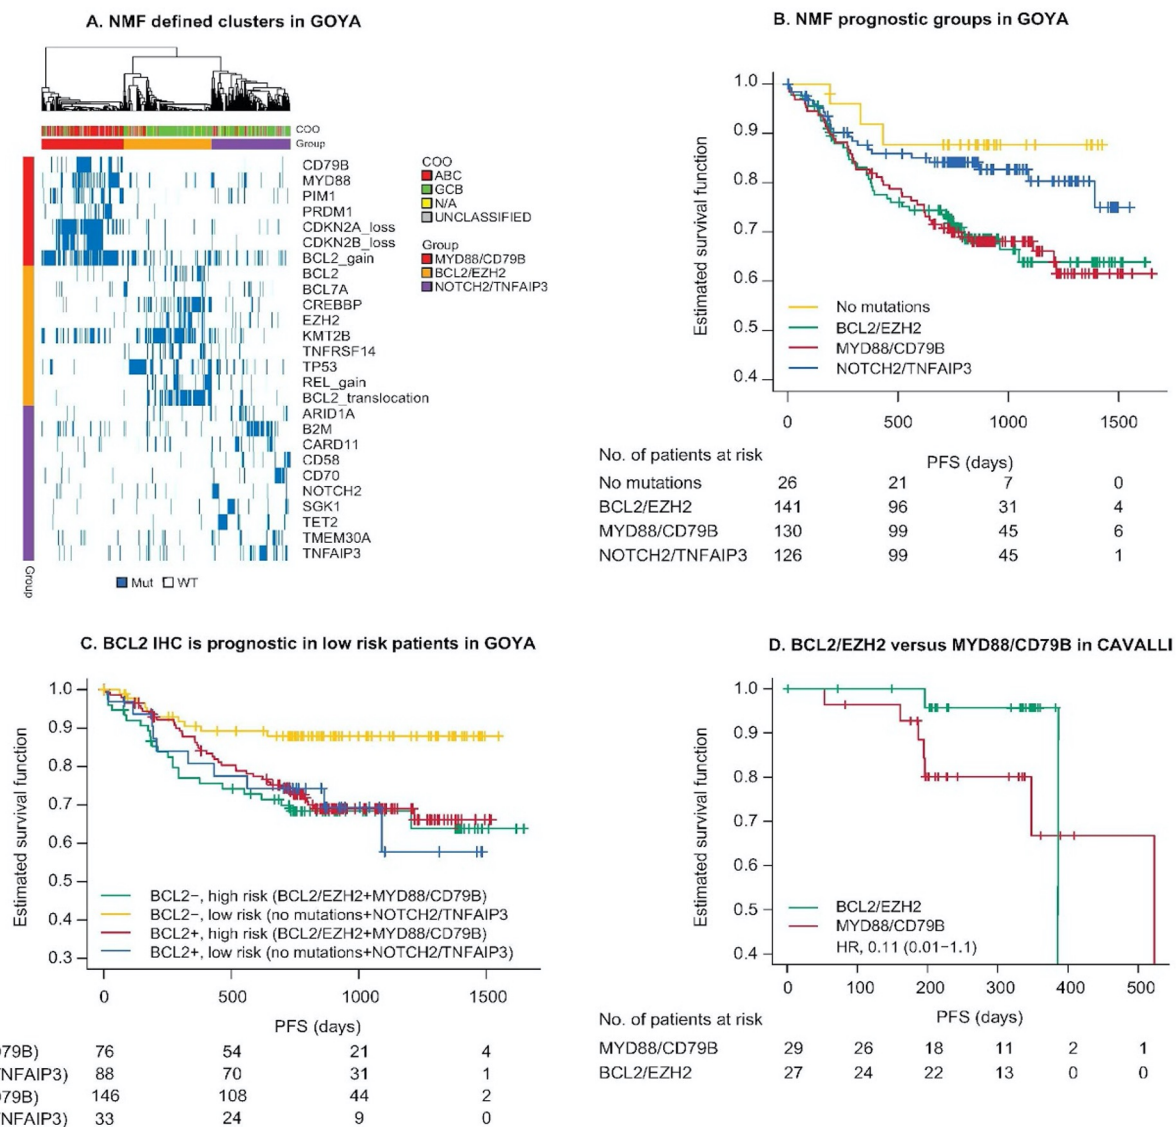 A. NMF defined clusters in GOYA
COO
Group
CD79B
MYD88
PIM1
PRDM1
CDKN2A_loss
CDKN2B_loss
BCL2_gain
BCL2
BCL7A
CREBBP
EZH2
KMT2B
TNFRSF14
TP53
REL_gain
BCL2_translocation
ARID1A
B2M
CARD11
CD58
CD70
NOTCH2
SGK1
TET2
TMEM30A
TNFAIP3
Group
Mut WT
COO
ABC
GCB
N/A
UNCLASSIFIED
Group
MYD88/CD79B
BCL2/EZH2
NOTCH2/TNFAIP3
B. NMF prognostic groups in GOYA
Estimated survival function
1.0
0.9
0.8
0.7
0.6
0.5
0.4
No mutations
BCL2/EZH2
MYD88/CD79B
NOTCH2/TNFAIP3
0 500 1000 1500
PFS (days)
No. of patients at risk
No mutations 26 21 7 0
BCL2/EZH2 141 96 31 4
MYD88/CD79B 130 99 45 6
NOTCH2/TNFAIP3 126 99 45 1
C. BCL2 IHC is prognostic in low risk patients in GOYA
Estimated survival function
1.0
0.9
0.8
0.7
0.6
0.5
0.4
0.3
BCL2−, high risk (BCL2/EZH2+MYD88/CD79B)
BCL2−, low risk (no mutations+NOTCH2/TNFAIP3
BCL2+, high risk (BCL2/EZH2+MYD88/CD79B)
BCL2+, low risk (no mutations+NOTCH2/TNFAIP3)
0 500 1000 1500
PFS (days)
D79B) 76 54 21 4
TNFAIP3) 88 70 31 1
D79B) 146 108 44 2
TNFAIP3) 33 24 9 0
D. BCL2/EZH2 versus MYD88/CD79B in CAVALLI
Estimated survival function
1.0
0.9
0.8
0.7
0.6
0.5
0.4
BCL2/EZH2
MYD88/CD79B
HR, 0.11 (0.01−1.1)
0 100 200 300 400 500
PFS (days)
No. of patients at risk
MYD88/CD79B 29 26 18 11 2 1
BCL2/EZH2 27 24 22 13 0 0